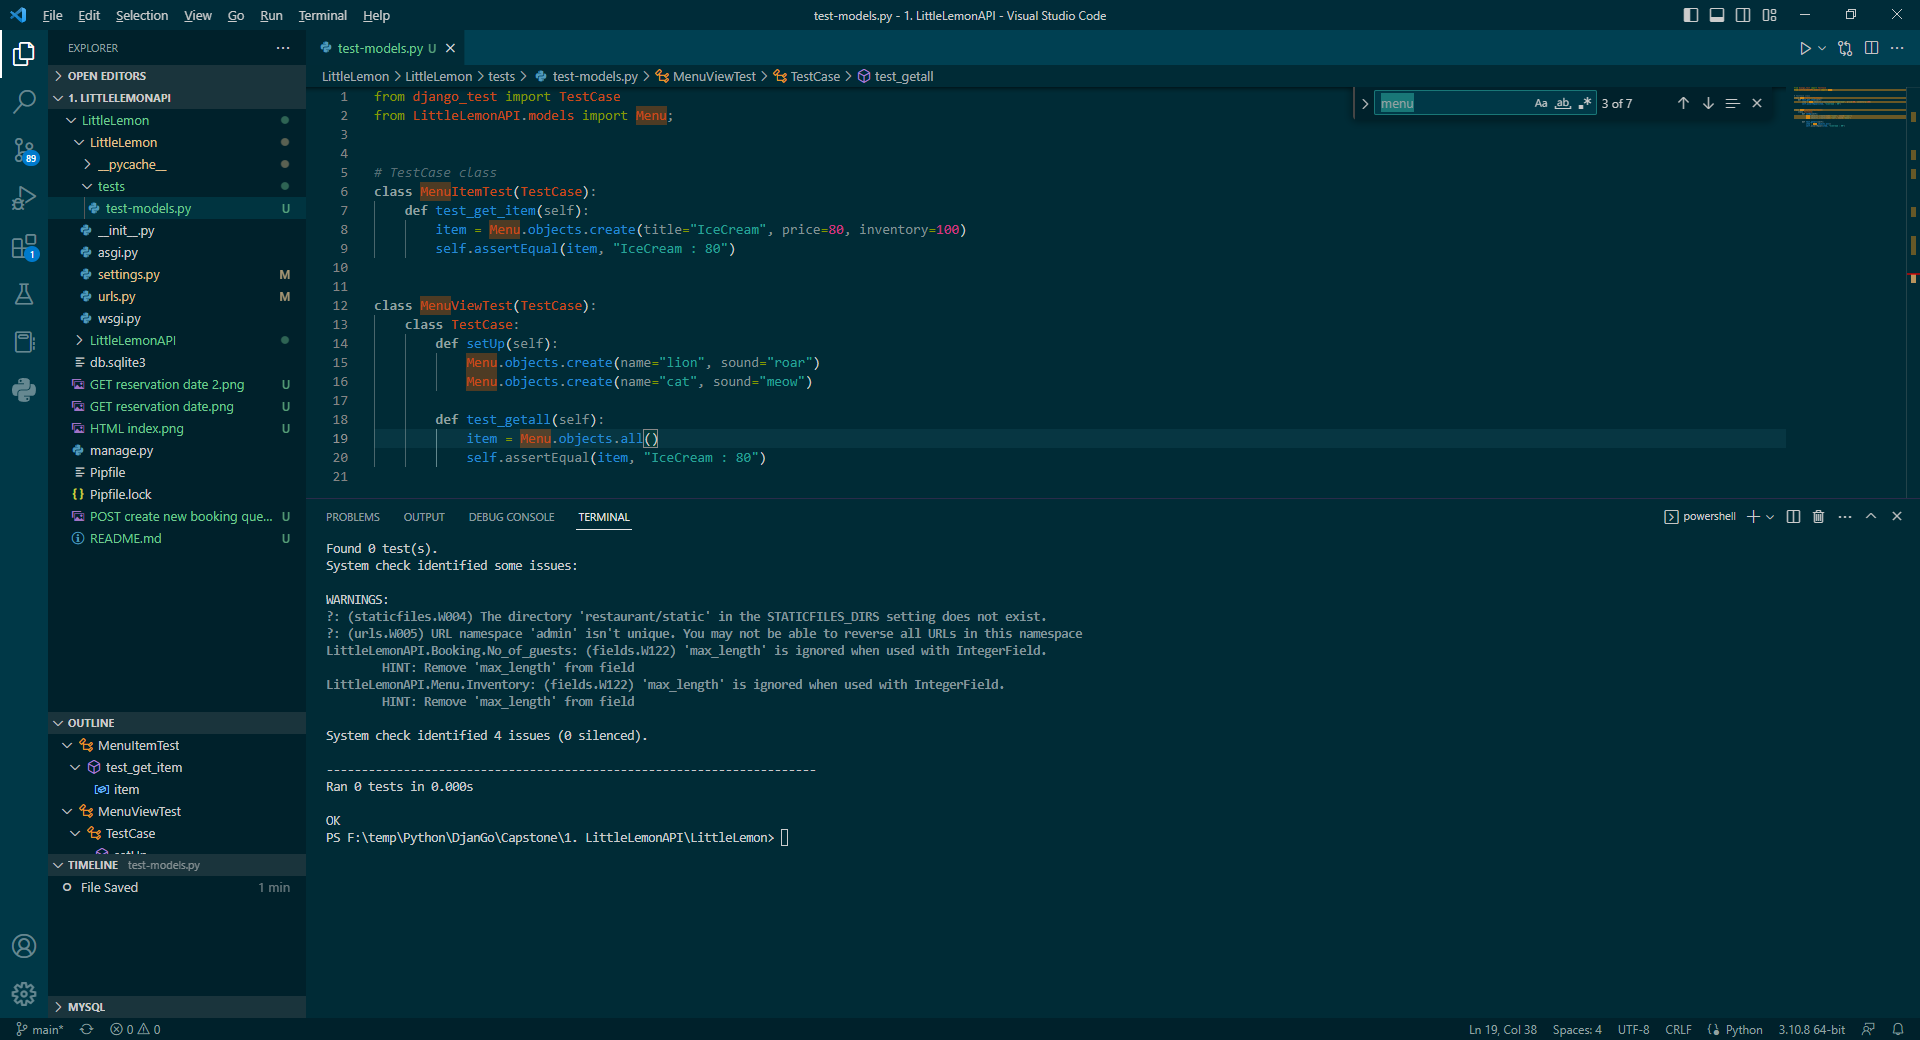 File Edit Selection View Go Run Terminal Help
test-models.py - 1. LittleLemonAPI - Visual Studio Code
EXPLORER
OPEN EDITORS
1. LITTLELEMONAPI
LittleLemon
LittleLemon
__pycache__
tests
test-models.py U
__init__.py
asgi.py
settings.py M
urls.py M
wsgi.py
LittleLemonAPI
db.sqlite3
GET reservation date 2.png U
GET reservation date.png U
HTML index.png U
manage.py
Pipfile
Pipfile.lock
POST create new booking que... U
README.md U
OUTLINE
MenuItemTest
test_get_item
item
MenuViewTest
TestCase
TIMELINE test-models.py
File Saved 1 min
MYSQL
89
1
test-models.py U
LittleLemon > LittleLemon > tests > test-models.py > MenuViewTest > TestCase > test_getall
menu Aa ab .* 3 of 7
1 from django_test import TestCase
2 from LittleLemonAPI.models import Menu;
3
4
5 # TestCase class
6 class MenuItemTest(TestCase):
7 def test_get_item(self):
8 item = Menu.objects.create(title="IceCream", price=80, inventory=100)
9 self.assertEqual(item, "IceCream : 80")
10
11
12 class MenuViewTest(TestCase):
13 class TestCase:
14 def setUp(self):
15 Menu.objects.create(name="lion", sound="roar")
16 Menu.objects.create(name="cat", sound="meow")
17
18 def test_getall(self):
19 item = Menu.objects.all()
20 self.assertEqual(item, "IceCream : 80")
21
PROBLEMS OUTPUT DEBUG CONSOLE TERMINAL
powershell
Found 0 test(s).
System check identified some issues:
WARNINGS:
?: (staticfiles.W004) The directory 'restaurant/static' in the STATICFILES_DIRS setting does not exist.
?: (urls.W005) URL namespace 'admin' isn't unique. You may not be able to reverse all URLs in this namespace
LittleLemonAPI.Booking.No_of_guests: (fields.W122) 'max_length' is ignored when used with IntegerField.
HINT: Remove 'max_length' from field
LittleLemonAPI.Menu.Inventory: (fields.W122) 'max_length' is ignored when used with IntegerField.
HINT: Remove 'max_length' from field
System check identified 4 issues (0 silenced).
----------------------------------------------------------------------
Ran 0 tests in 0.000s
OK
PS F:\temp\Python\DjanGo\Capstone\1. LittleLemonAPI\LittleLemon>
main* 0 0
Ln 19, Col 38 Spaces: 4 UTF-8 CRLF Python 3.10.8 64-bit